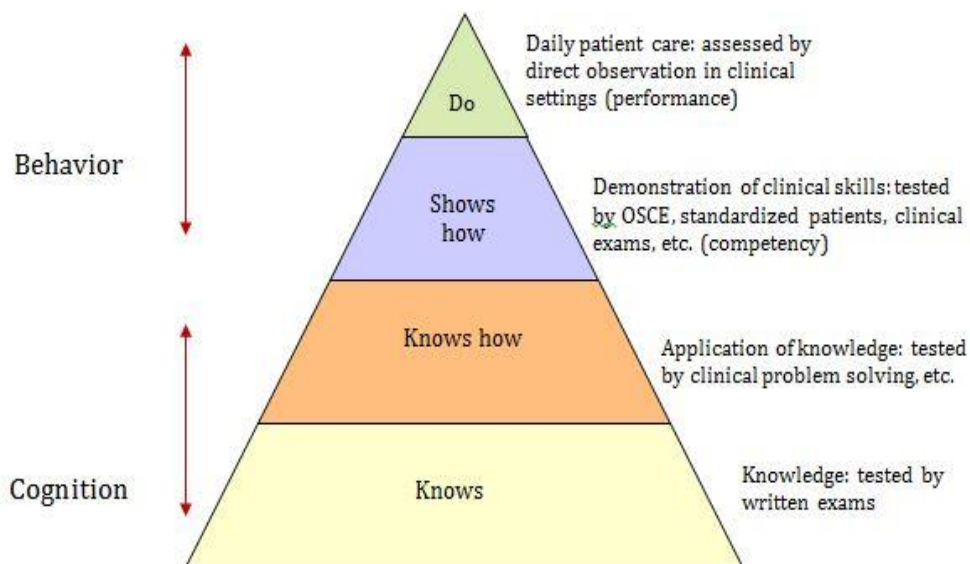 Daily patient care: assessed by
direct observation in clinical
settings (performance)
Do
Behavior
Demonstration of clinical skills: tested
by OSCE, standardized patients, clinical
exams, etc. (competency)
Shows
how
Knows how
Application of knowledge: tested
by clinical problem solving, etc.
Cognition
Knows
Knowledge: tested by
written exams